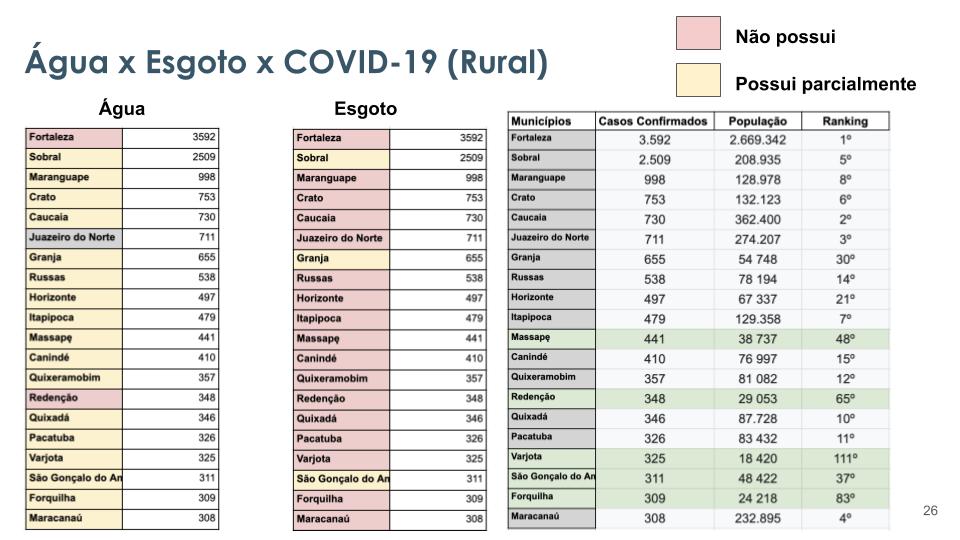 Água x Esgoto x COVID-19 (Rural)
Não possui
Possui parcialmente
Água
Fortaleza 3592
Sobral 2509
Maranguape 998
Crato 753
Caucaia 730
Juazeiro do Norte 711
Granja 655
Russas 538
Horizonte 497
Itapipoca 479
Massapę 441
Canindé 410
Quixeramobim 357
Redenção 348
Quixadá 346
Pacatuba 326
Varjota 325
São Gonçalo do An 311
Forquilha 309
Maracanaú 308
Esgoto
Fortaleza 3592
Sobral 2509
Maranguape 998
Crato 753
Caucaia 730
Juazeiro do Norte 711
Granja 655
Russas 538
Horizonte 497
Itapipoca 479
Massapę 441
Canindé 410
Quixeramobim 357
Redenção 348
Quixadá 346
Pacatuba 326
Varjota 325
São Gonçalo do An 311
Forquilha 309
Maracanaú 308
Municípios Casos Confirmados População Ranking
Fortaleza 3.592 2.669.342 1º
Sobral 2.509 208.935 5º
Maranguape 998 128.978 8º
Crato 753 132.123 6º
Caucaia 730 362.400 2º
Juazeiro do Norte 711 274.207 3º
Granja 655 54 748 30º
Russas 538 78 194 14º
Horizonte 497 67 337 21º
Itapipoca 479 129.358 7º
Massapę 441 38 737 48º
Canindé 410 76 997 15º
Quixeramobim 357 81 082 12º
Redenção 348 29 053 65º
Quixadá 346 87.728 10º
Pacatuba 326 83 432 11º
Varjota 325 18 420 111º
São Gonçalo do An 311 48 422 37º
Forquilha 309 24 218 83º
Maracanaú 308 232.895 4º
26